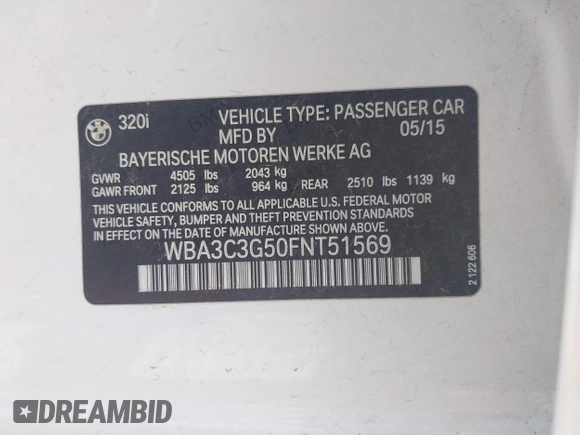 320i
VEHICLE TYPE: PASSENGER CAR
MFD BY 05/15
BAYERISCHE MOTOREN WERKE AG
GVWR 4505 lbs 2043 kg
GAWR FRONT 2125 lbs 964 kg REAR 2510 lbs 1139 kg
THIS VEHICLE CONFORMS TO ALL APPLICABLE U.S. FEDERAL MOTOR
VEHICLE SAFETY, BUMPER AND THEFT PREVENTION STANDARDS
IN EFFECT ON THE DATE OF MANUFACTURE SHOWN ABOVE.
WBA3C3G50FNT51569
2 122 606
DREAMBID